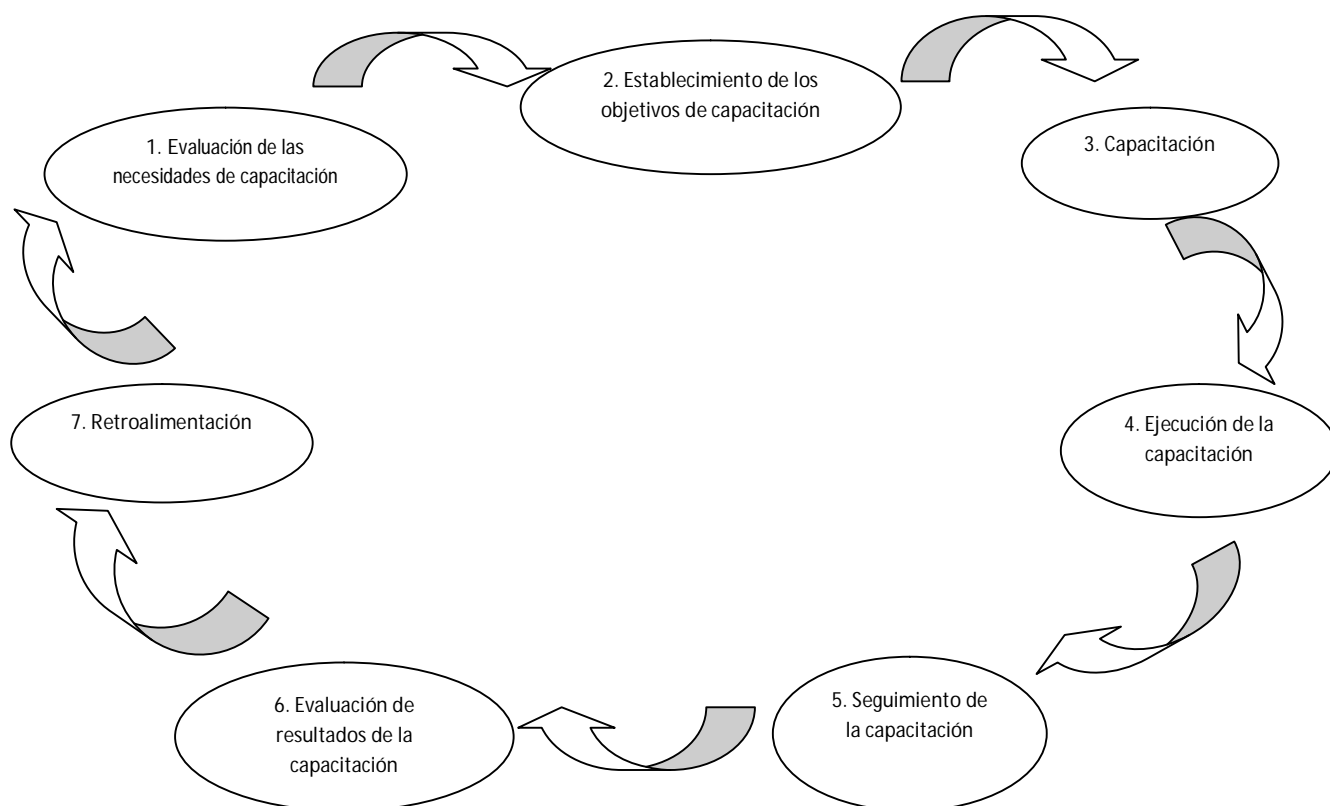 1. Evaluación de las
necesidades de capacitación
2. Establecimiento de los
objetivos de capacitación
3. Capacitación
4. Ejecución de la
capacitación
5. Seguimiento de
la capacitación
6. Evaluación de
resultados de la
capacitación
7. Retroalimentación